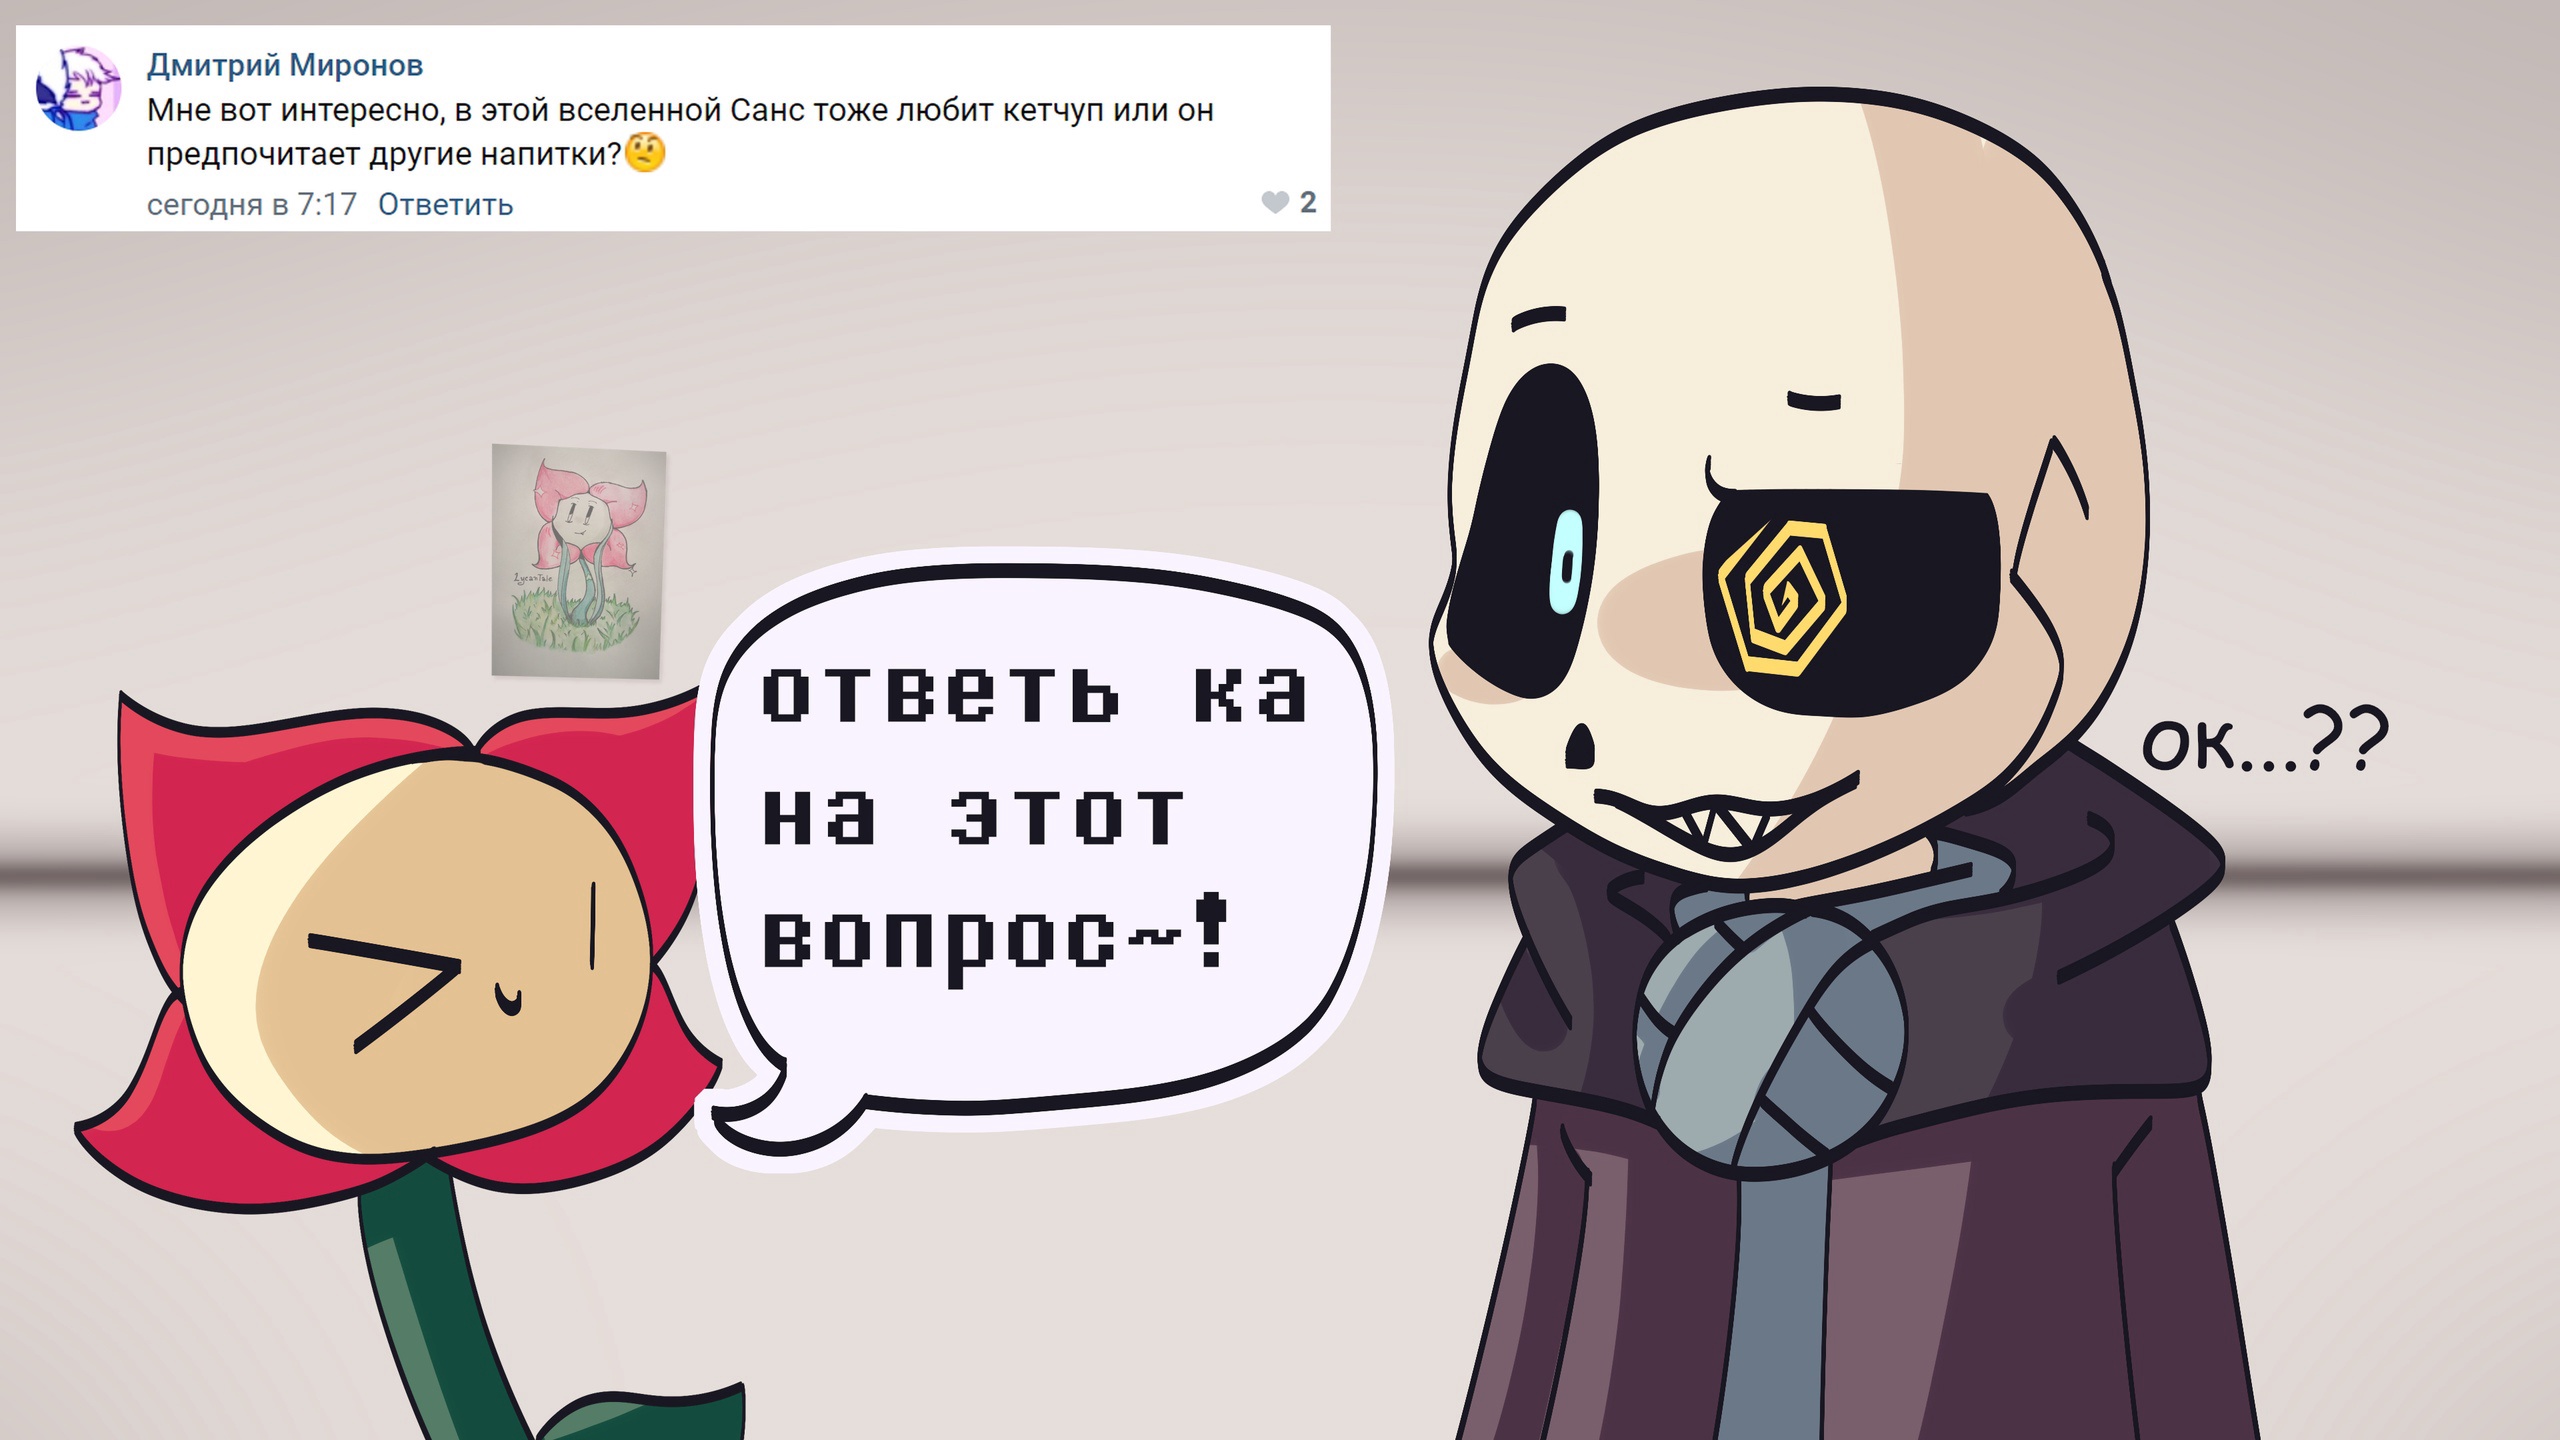 Дмитрий Миронов
Мне вот интересно, в этой вселенной Санс тоже любит кетчуп или он
предпочитает другие напитки?🤨
сегодня в 7:17 Ответить
2
LycanTale
ответь ка
на этот
вопрос~!
ок...??